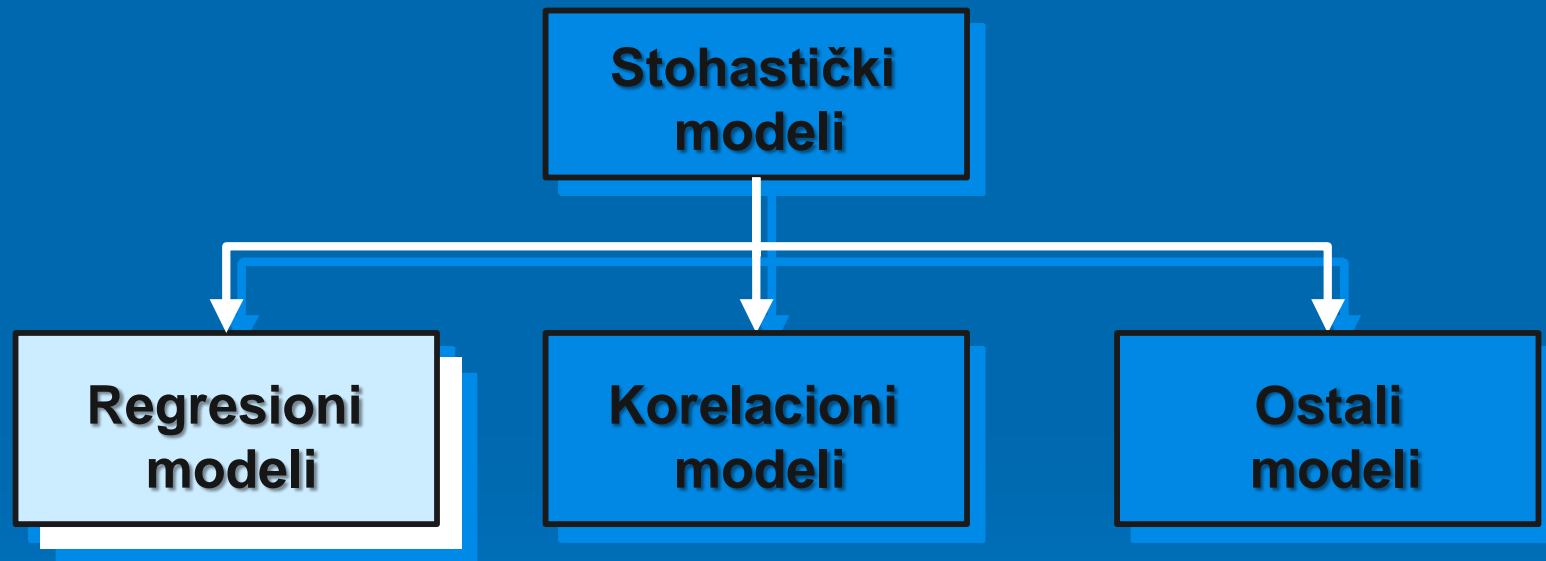 Stohastički
modeli
Regresioni
modeli
Korelacioni
modeli
Ostali
modeli